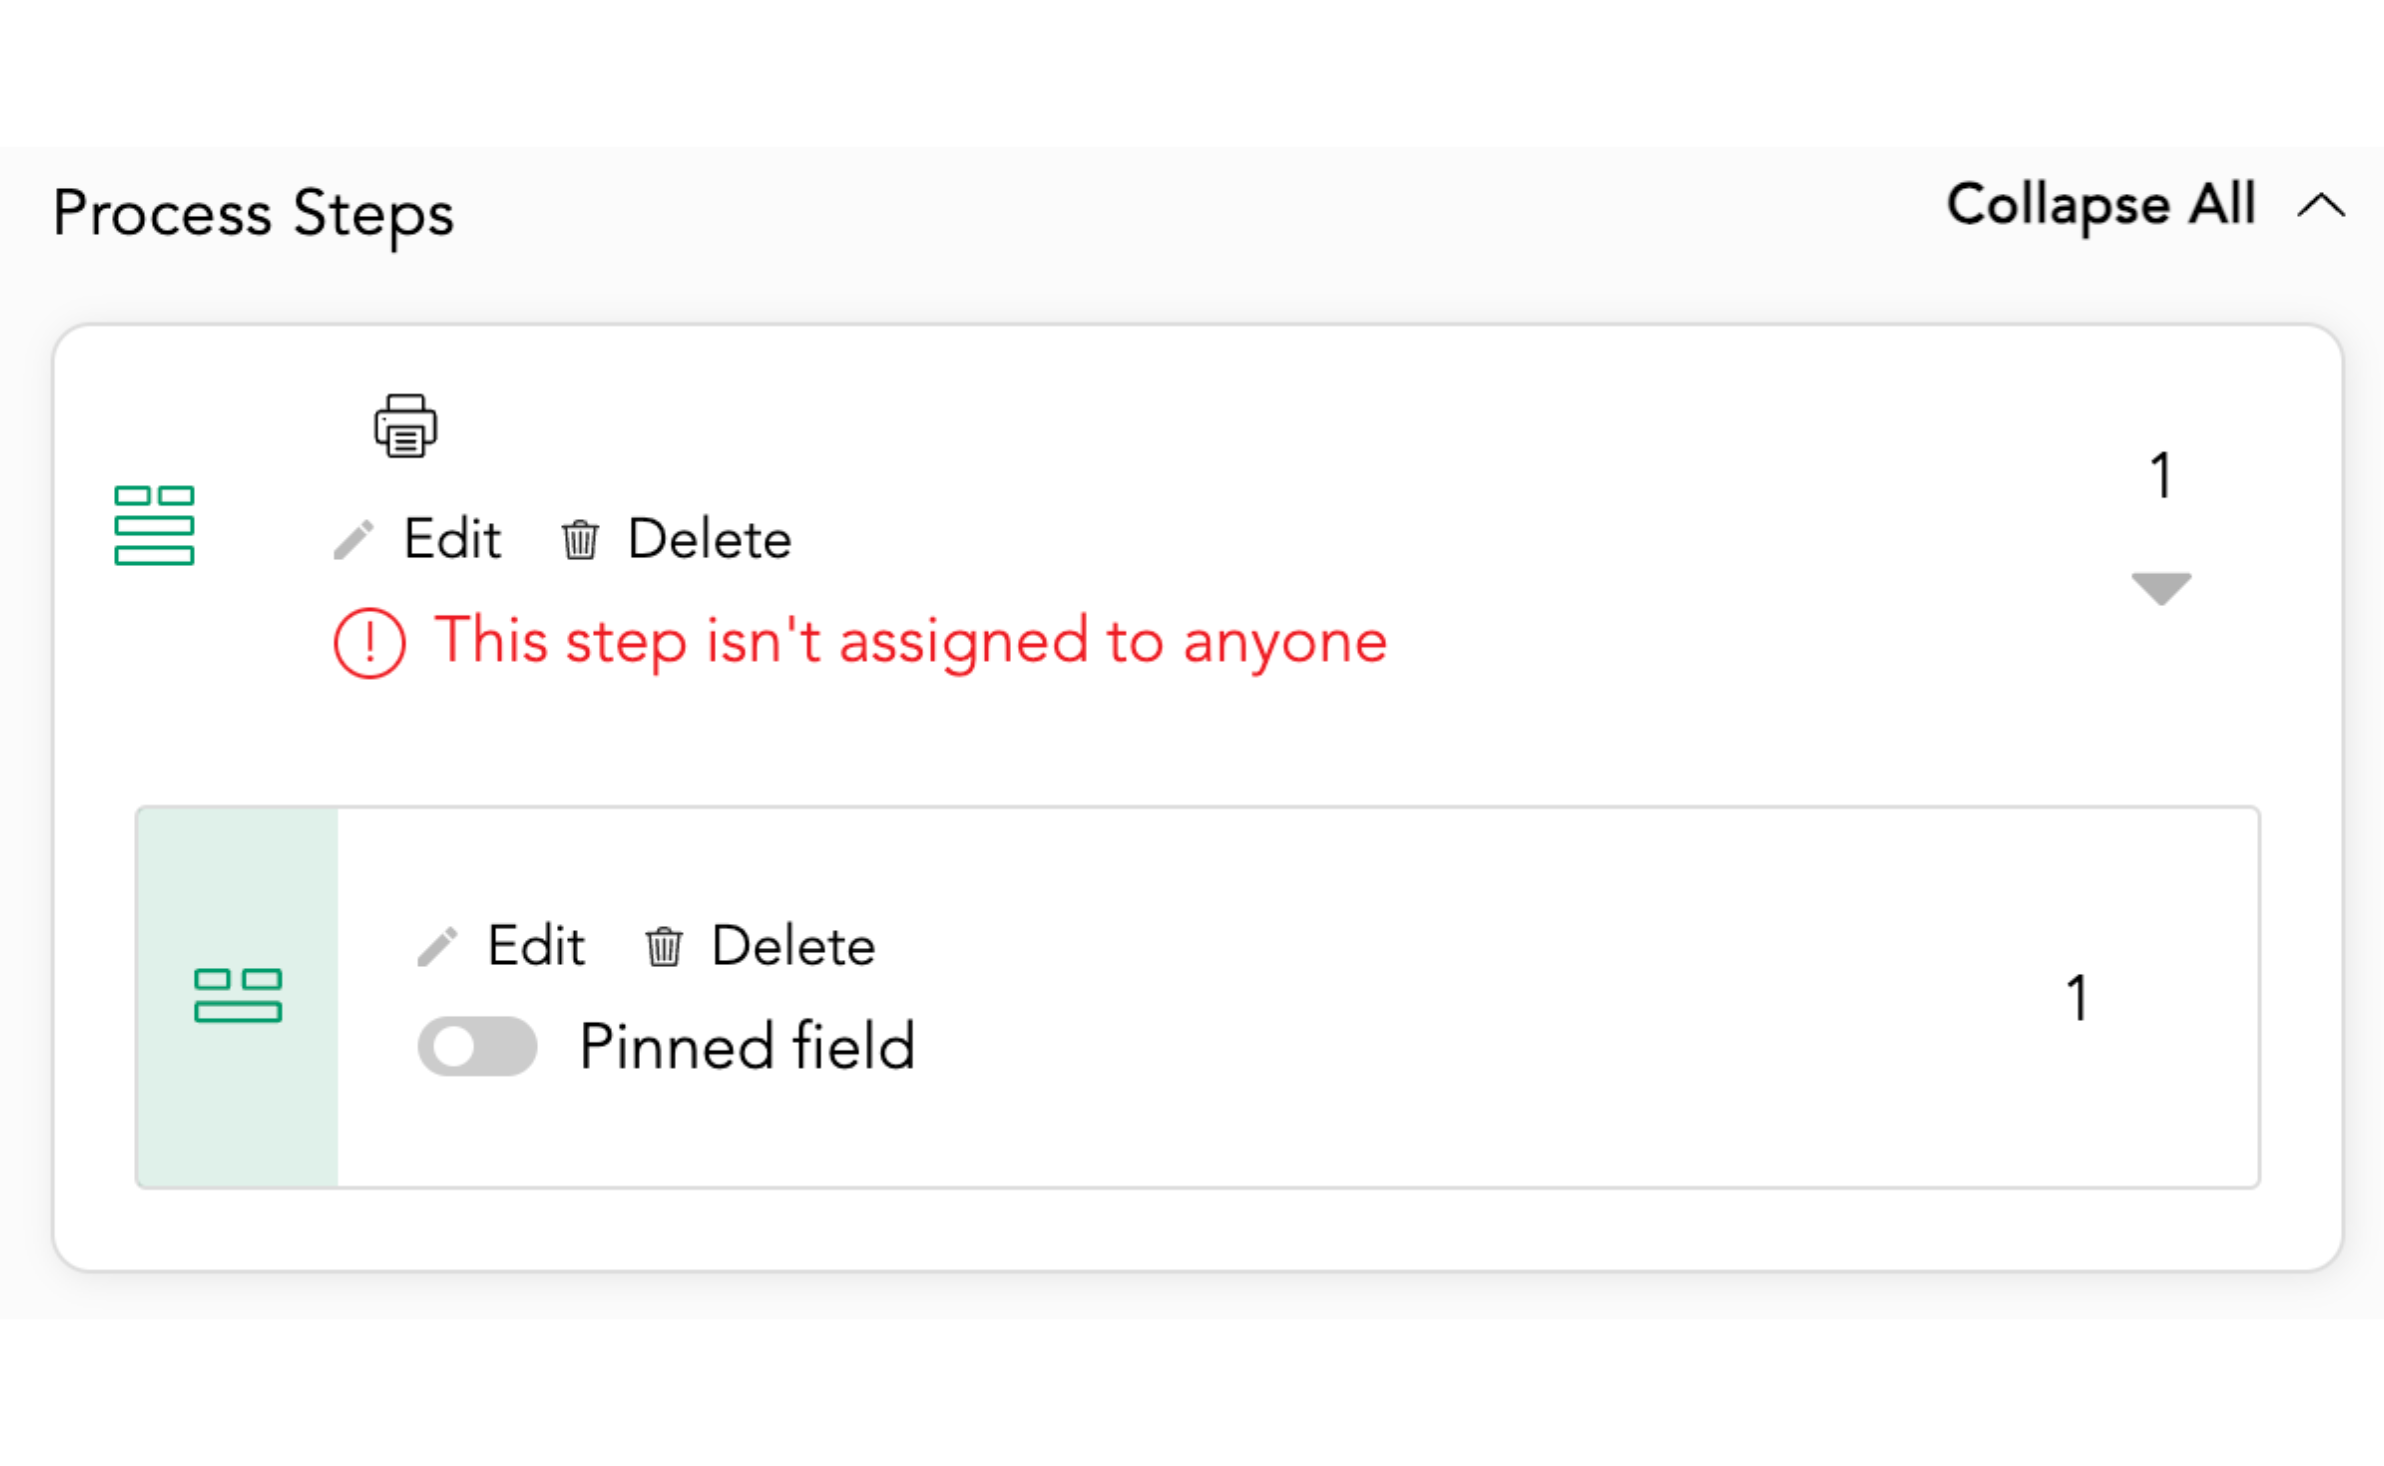 Process Steps
Collapse All
1
Edit Delete
This step isn't assigned to anyone
Edit Delete
1
Pinned field